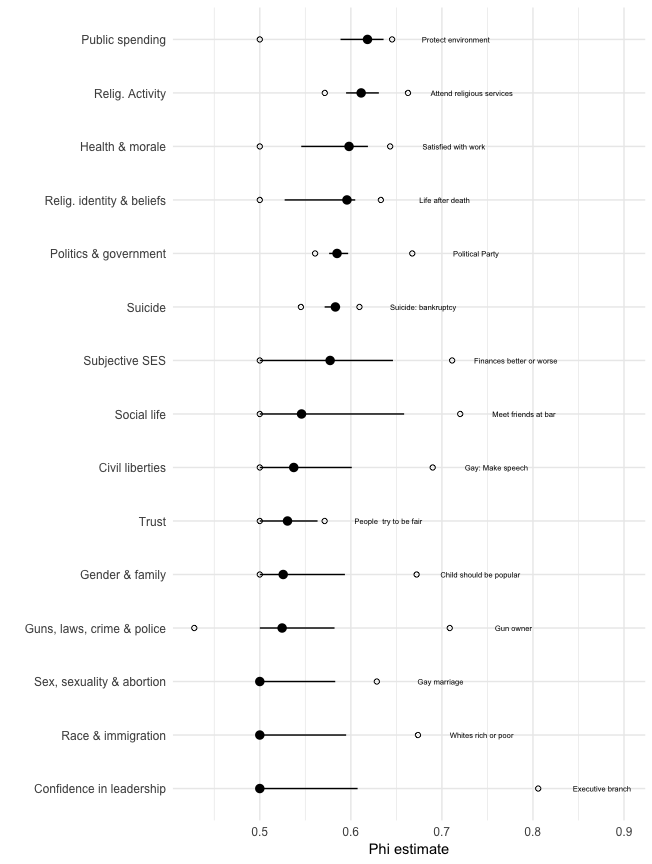 Public spending
Protect environment
Relig. Activity
Attend religious services
Health & morale
Satisfied with work
Relig. identity & beliefs
Life after death
Politics & government
Political Party
Suicide
Suicide: bankruptcy
Subjective SES
Finances better or worse
Social life
Meet friends at bar
Civil liberties
Gay: Make speech
Trust
People  try to be fair
Gender & family
Child should be popular
Guns, laws, crime & police
Gun owner
Sex, sexuality & abortion
Gay marriage
Race & immigration
Whites rich or poor
Confidence in leadership
Executive branch
0.5 0.6 0.7 0.8 0.9
Phi estimate